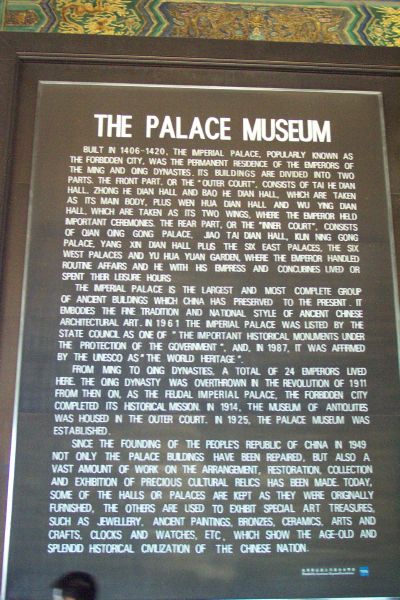 THE PALACE MUSEUM
BUILT IN 1406-1420, THE IMPERIAL PALACE, POPULARLY KNOWN AS
THE FORBIDDEN CITY, WAS THE PERMANENT RESIDENCE OF THE EMPERORS OF
THE MING AND QING DYNASTIES. ITS BUILDINGS ARE DIVIDED INTO TWO
PARTS. THE FRONT PART, OR THE "OUTER COURT", CONSISTS OF TAI HE DIAN
HALL, ZHONG HE DIAN HALL AND BAO HE DIAN HALL, WHICH ARE TAKEN
AS ITS MAIN BODY, PLUS WEN HUA DIAN HALL AND WU YING DIAN
HALL, WHICH ARE TAKEN AS ITS TWO WINGS, WHERE THE EMPEROR HELD
IMPORTANT CEREMONIES. THE REAR PART, OR THE "INNER COURT", CONSISTS
OF QIAN QING GONG PALACE, JIAO TAI DIAN HALL, KUN NING GONG
PALACE, YANG XIN DIAN HALL PLUS THE SIX EAST PALACES, THE SIX
WEST PALACES AND YU HUA YUAN GARDEN, WHERE THE EMPEROR HANDLED
ROUTINE AFFAIRS AND HE WITH HIS EMPRESS AND CONCUBINES LIVED OR
SPENT THEIR LEISURE HOURS
THE IMPERIAL PALACE IS THE LARGEST AND MOST COMPLETE GROUP
OF ANCIENT BUILDINGS WHICH CHINA HAS PRESERVED TO THE PRESENT. IT
EMBODIES THE FINE TRADITION AND NATIONAL STYLE OF ANCIENT CHINESE
ARCHITECTURAL ART. IN 1961 THE IMPERIAL PALACE WAS LISTED BY THE
STATE COUNCIL AS ONE OF "THE IMPORTANT HISTORICAL MONUMENTS UNDER
THE PROTECTION OF THE GOVERNMENT", AND, IN 1987, IT WAS AFFIRMED
BY THE UNESCO AS "THE WORLD HERITAGE".
FROM MING TO QING DYNASTIES, A TOTAL OF 24 EMPERORS LIVED
HERE. THE QING DYNASTY WAS OVERTHROWN IN THE REVOLUTION OF 1911
FROM THEN ON, AS THE FEUDAL IMPERIAL PALACE, THE FORBIDDEN CITY
COMPLETED ITS HISTORICAL MISSION. IN 1914, THE MUSEUM OF ANTIQUITIES
WAS HOUSED IN THE OUTER COURT. IN 1925, THE PALACE MUSEUM WAS
ESTABLISHED.
SINCE THE FOUNDING OF THE PEOPLE'S REPUBLIC OF CHINA IN 1949
NOT ONLY THE PALACE BUILDINGS HAVE BEEN REPAIRED, BUT ALSO A
VAST AMOUNT OF WORK ON THE ARRANGEMENT, RESTORATION, COLLECTION
AND EXHIBITION OF PRECIOUS CULTURAL RELICS HAS BEEN MADE. TODAY,
SOME OF THE HALLS OR PALACES ARE KEPT AS THEY WERE ORIGINALLY
FURNISHED, THE OTHERS ARE USED TO EXHIBIT SPECIAL ART TREASURES,
SUCH AS JEWELLERY, ANCIENT PAINTINGS, BRONZES, CERAMICS, ARTS AND
CRAFTS, CLOCKS AND WATCHES, ETC, WHICH SHOW THE AGE-OLD AND
SPLENDID HISTORICAL CIVILIZATION OF THE CHINESE NATION.